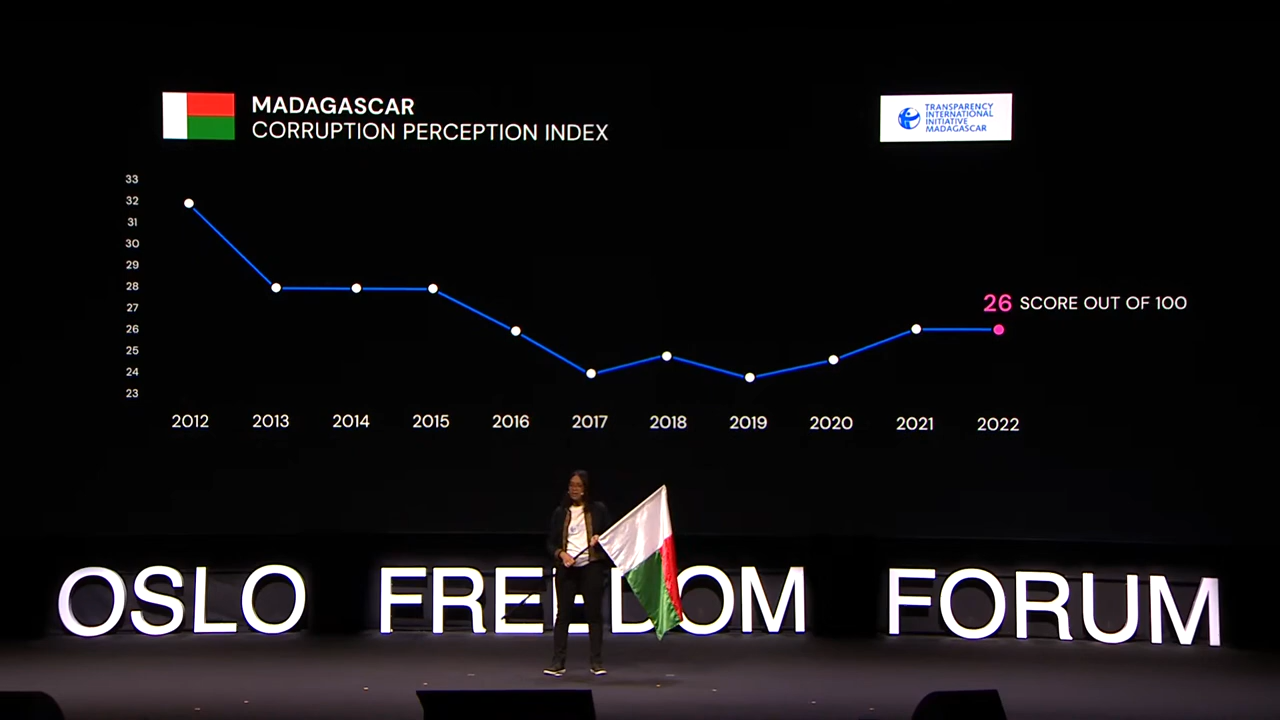 MADAGASCAR
CORRUPTION PERCEPTION INDEX
TRANSPARENCY
INTERNATIONAL
INITIATIVE
MADAGASCAR
33
32
31
30
29
28
27
26
25
24
23
26 SCORE OUT OF 100
2012 2013 2014 2015 2016 2017 2018 2019 2020 2021 2022
OSLO FREEDOM FORUM